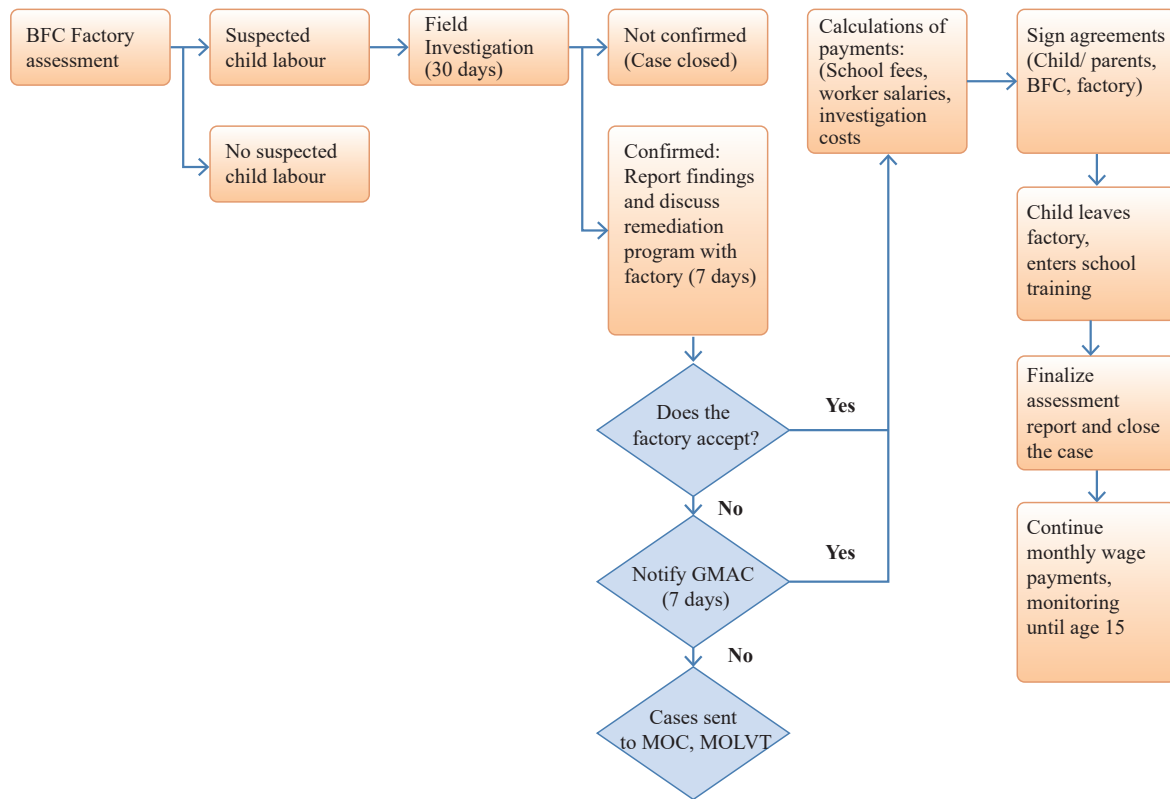 BFC Factory
assessment
Suspected
child labour
No suspected
child labour
Field
Investigation
(30 days)
Not confirmed
(Case closed)
Confirmed:
Report findings
and discuss
remediation
program with
factory (7 days)
Does the
factory accept?
Yes
No
Notify GMAC
(7 days)
Yes
No
Cases sent
to MOC, MOLVT
Calculations of
payments:
(School fees,
worker salaries,
investigation
costs
Sign agreements
(Child/ parents,
BFC, factory)
Child leaves
factory,
enters school
training
Finalize
assessment
report and close
the case
Continue
monthly wage
payments,
monitoring
until age 15